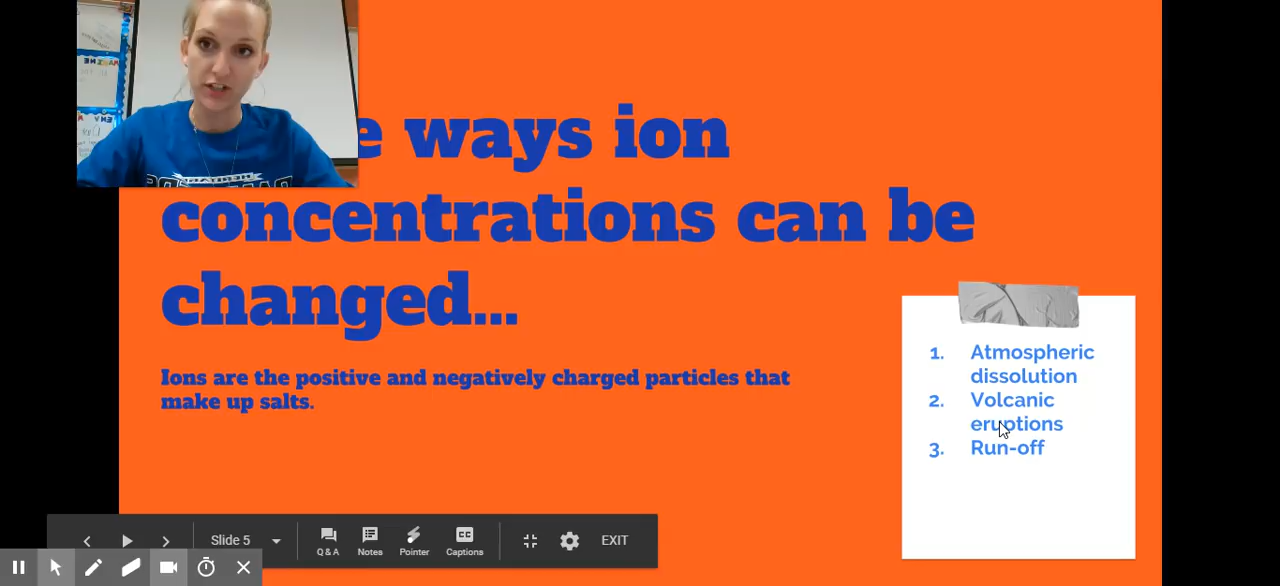 ways ion
concentrations can be
changed...
Ions are the positive and negatively charged particles that
make up salts.
1. Atmospheric
dissolution
2. Volcanic
eruptions
3. Run-off
Slide 5
Q & A
Notes
Pointer
CC
Captions
EXIT